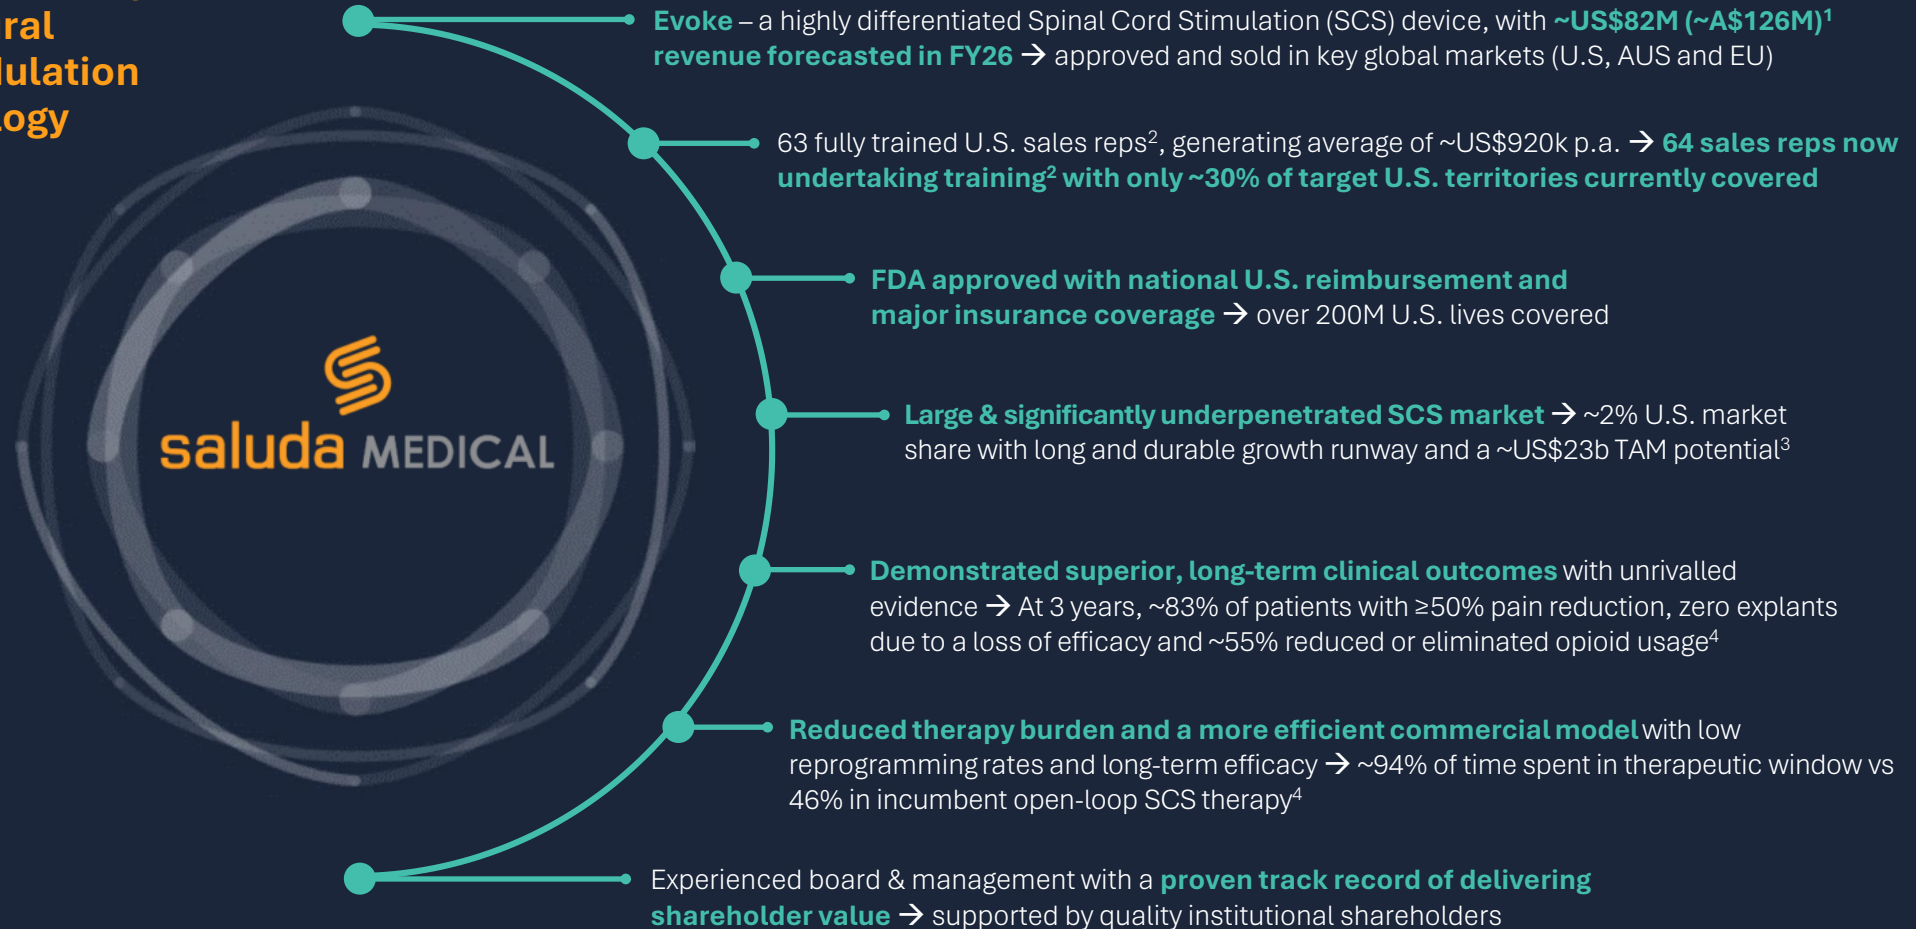 ral
lulation
logy
Evoke – a highly differentiated Spinal Cord Stimulation (SCS) device, with ~US$82M (~A$126M)¹
revenue forecasted in FY26 → approved and sold in key global markets (U.S, AUS and EU)
63 fully trained U.S. sales reps², generating average of ~US$920k p.a. → 64 sales reps now
undertaking training² with only ~30% of target U.S. territories currently covered
FDA approved with national U.S. reimbursement and
major insurance coverage → over 200M U.S. lives covered
saluda MEDICAL
Large & significantly underpenetrated SCS market → ~2% U.S. market
share with long and durable growth runway and a ~US$23b TAM potential³
Demonstrated superior, long-term clinical outcomes with unrivalled
evidence → At 3 years, ~83% of patients with ≥50% pain reduction, zero explants
due to a loss of efficacy and ~55% reduced or eliminated opioid usage⁴
Reduced therapy burden and a more efficient commercial model with low
reprogramming rates and long-term efficacy → ~94% of time spent in therapeutic window vs
46% in incumbent open-loop SCS therapy⁴
Experienced board & management with a proven track record of delivering
shareholder value → supported by quality institutional shareholders